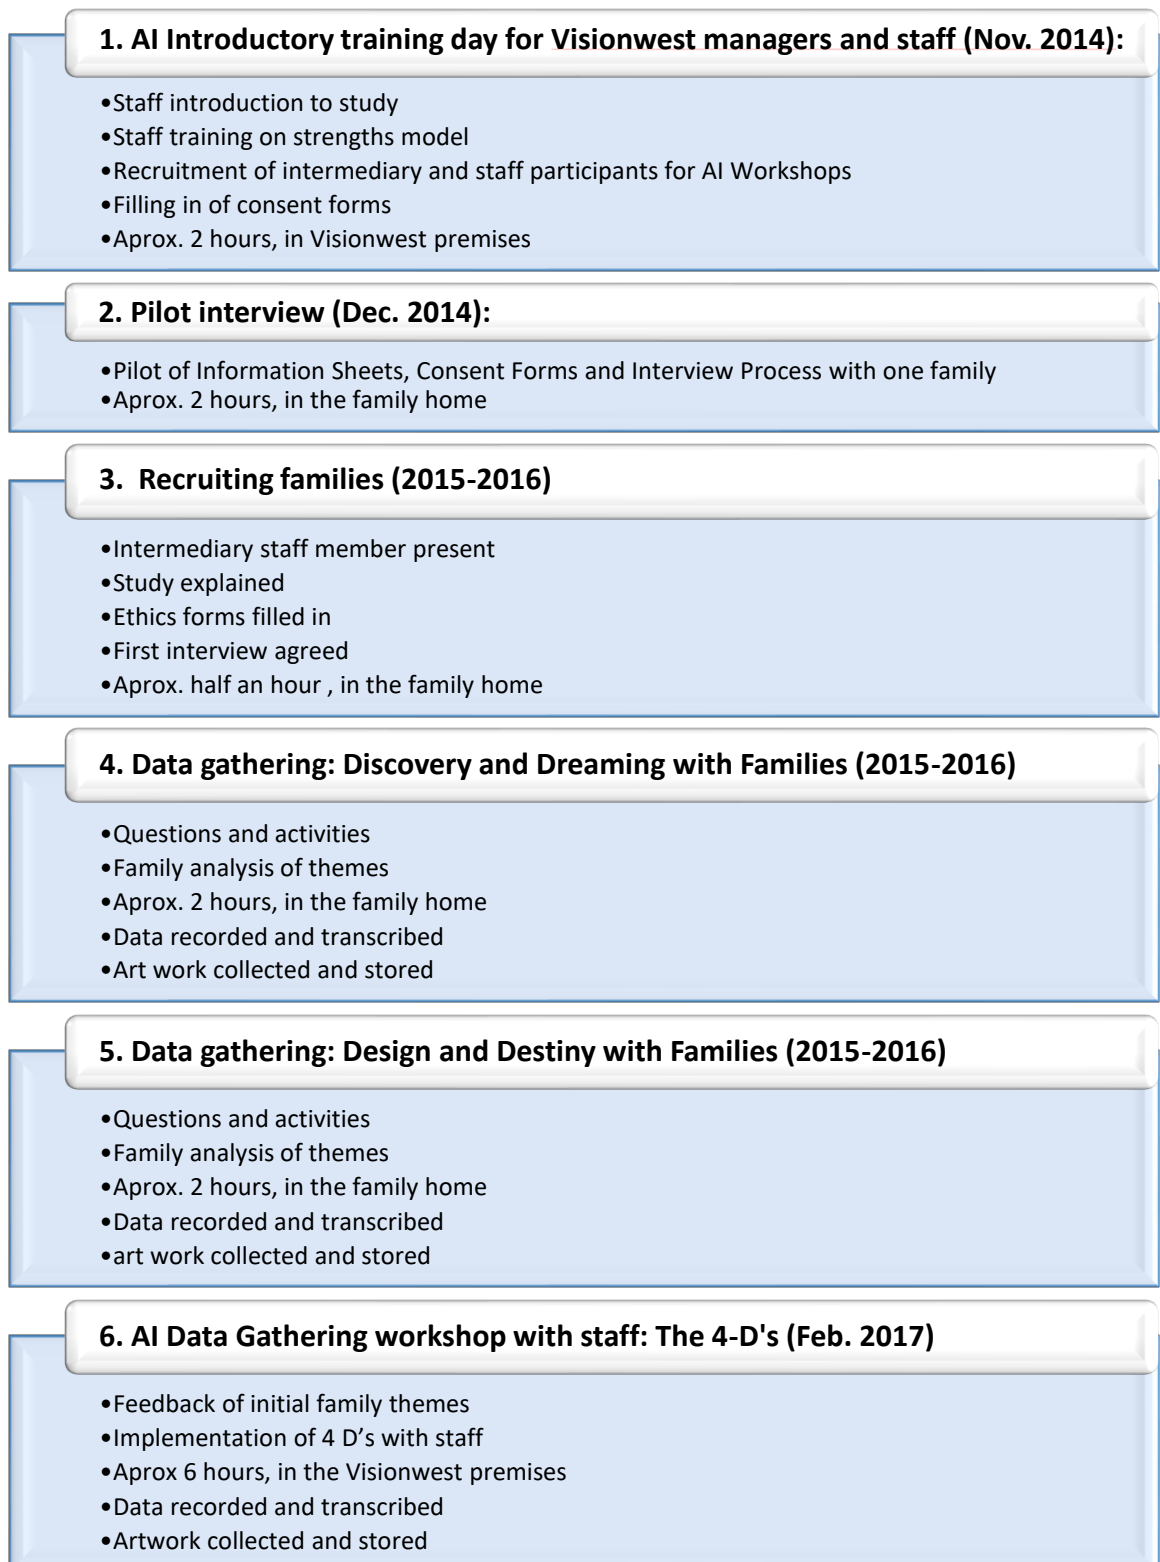 1. AI Introductory training day for Visionwest managers and staff (Nov. 2014):
•Staff introduction to study
•Staff training on strengths model
•Recruitment of intermediary and staff participants for AI Workshops
•Filling in of consent forms
•Aprox. 2 hours, in Visionwest premises
2. Pilot interview (Dec. 2014):
•Pilot of Information Sheets, Consent Forms and Interview Process with one family
•Aprox. 2 hours, in the family home
3.  Recruiting families (2015-2016)
•Intermediary staff member present
•Study explained
•Ethics forms filled in
•First interview agreed
•Aprox. half an hour , in the family home
4. Data gathering: Discovery and Dreaming with Families (2015-2016)
•Questions and activities
•Family analysis of themes
•Aprox. 2 hours, in the family home
•Data recorded and transcribed
•Art work collected and stored
5. Data gathering: Design and Destiny with Families (2015-2016)
•Questions and activities
•Family analysis of themes
•Aprox. 2 hours, in the family home
•Data recorded and transcribed
•art work collected and stored
6. AI Data Gathering workshop with staff: The 4-D's (Feb. 2017)
•Feedback of initial family themes
•Implementation of 4 D’s with staff
•Aprox 6 hours, in the Visionwest premises
•Data recorded and transcribed
•Artwork collected and stored